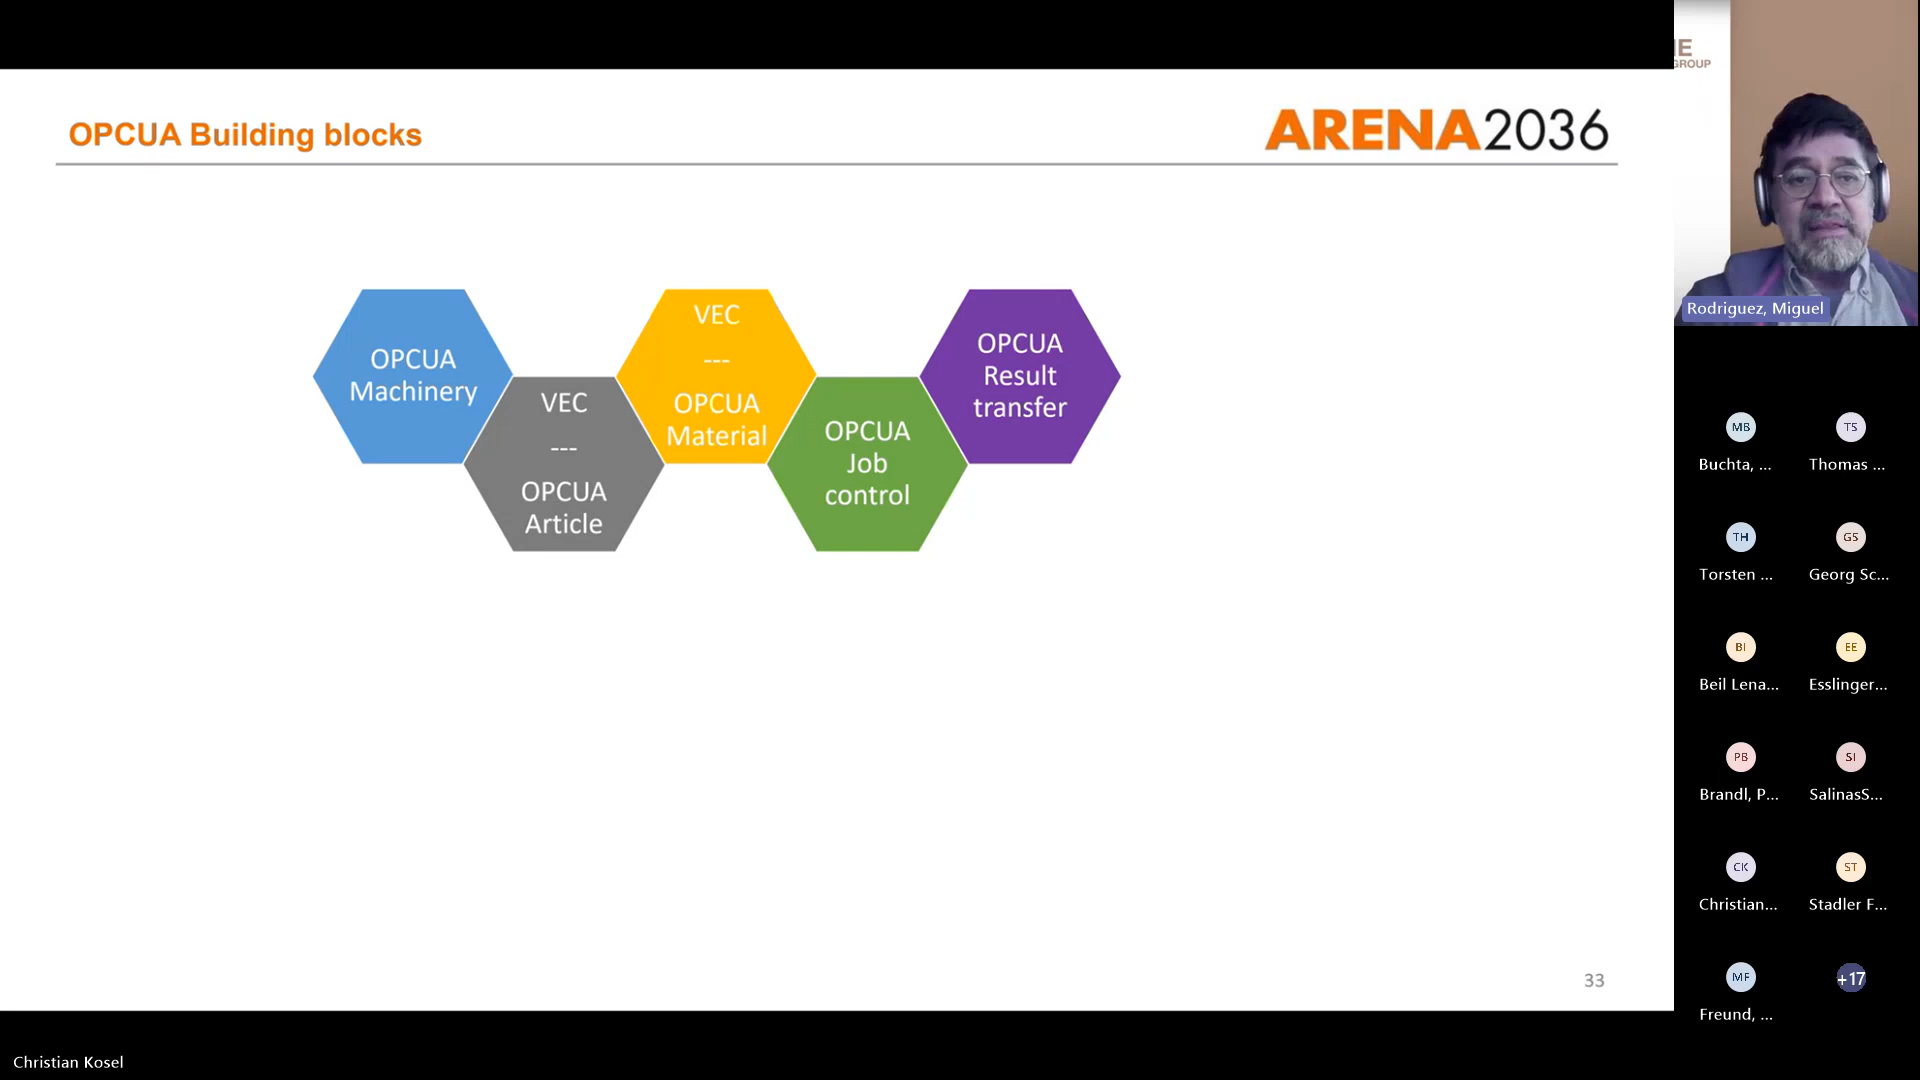 OPCUA Building blocks
ARENA2036
OPCUA
Machinery
VEC
---
OPCUA
Article
VEC
---
OPCUA
Material
OPCUA
Job
control
OPCUA
Result
transfer
33
Christian Kosel
E
GROUP
Rodriguez, Miguel
MB
TS
Buchta, ...
Thomas ...
TH
GS
Torsten ...
Georg Sc...
BI
EE
Beil Lena...
Esslinger...
PB
SI
Brandl, P...
SalinasS...
CK
ST
Christian...
Stadler F...
MF
+17
Freund, ...